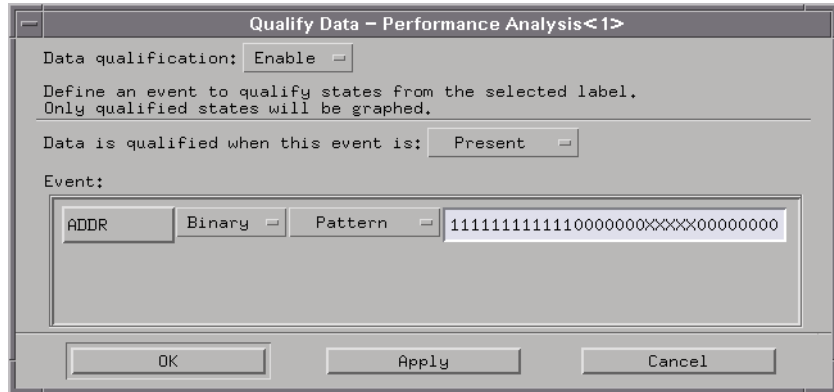 Qualify Data – Performance Analysis<1>
Data qualification: Enable
Define an event to qualify states from the selected label.
Only qualified states will be graphed.
Data is qualified when this event is: Present
Event:
ADDR Binary Pattern 1111111111110000000XXXXX00000000
OK Apply Cancel